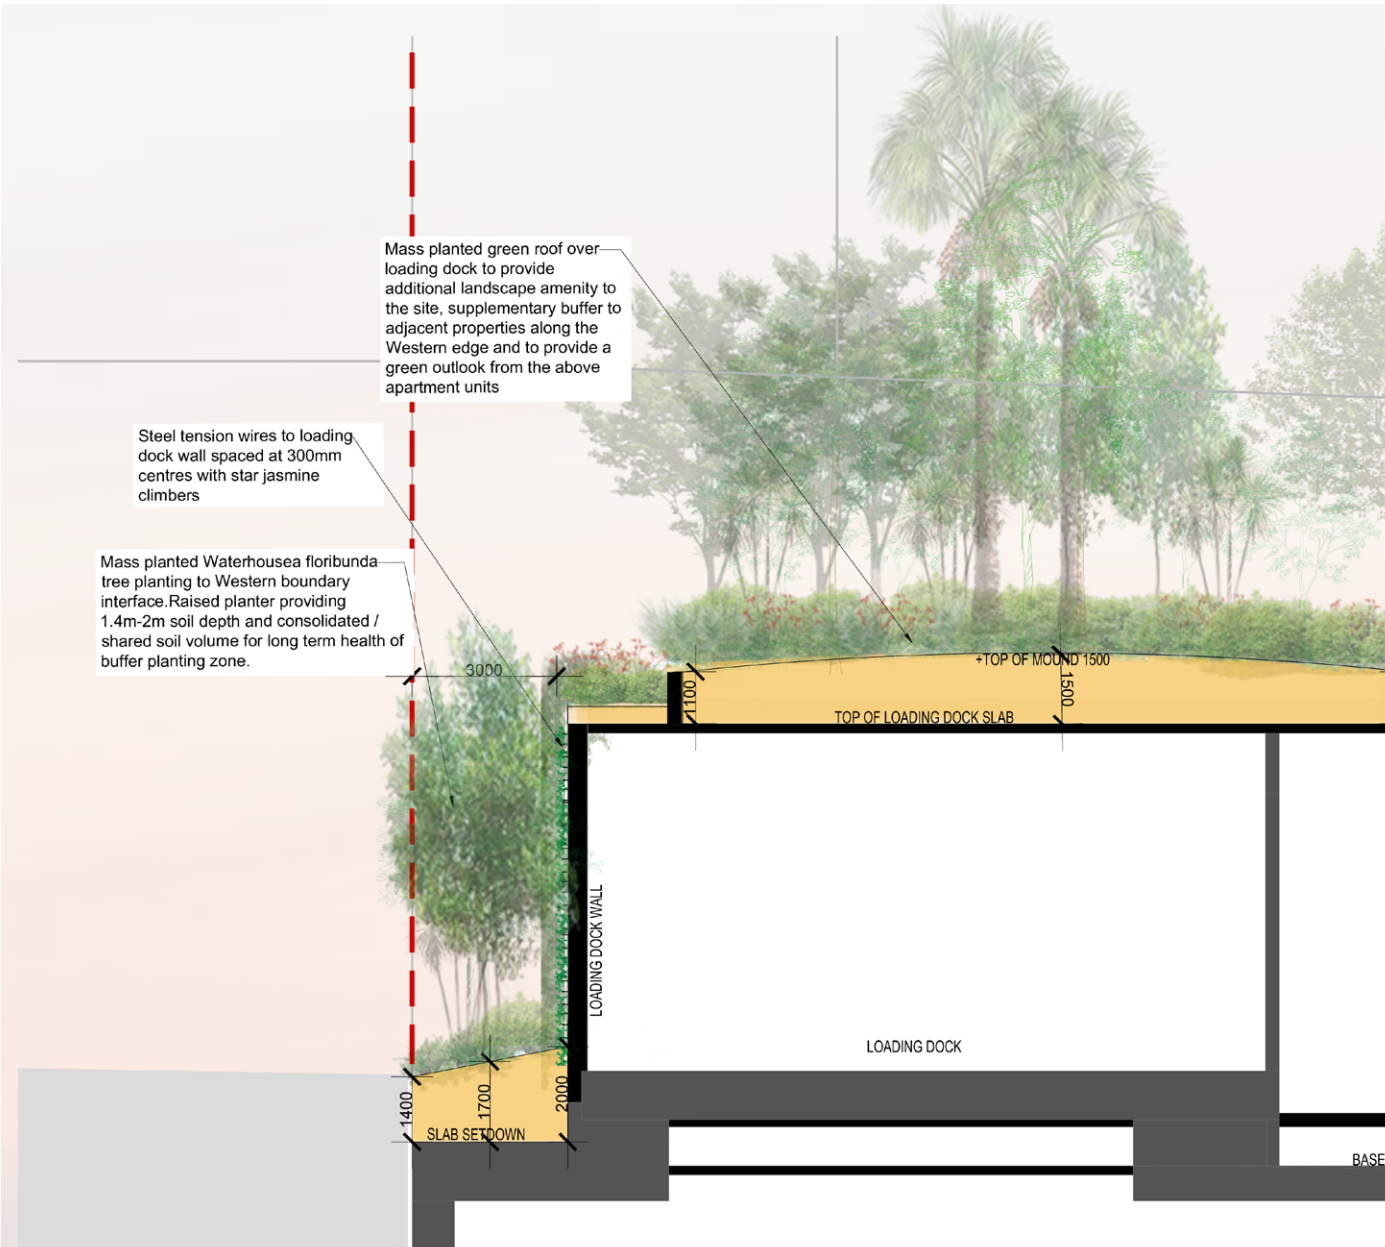 Mass planted green roof over
loading dock to provide
additional landscape amenity to
the site, supplementary buffer to
adjacent properties along the
Western edge and to provide a
green outlook from the above
apartment units
Steel tension wires to loading
dock wall spaced at 300mm
centres with star jasmine
climbers
Mass planted Waterhousea floribunda
tree planting to Western boundary
interface.Raised planter providing
1.4m-2m soil depth and consolidated /
shared soil volume for long term health of
buffer planting zone.
3000
+TOP OF MOUND 1500
1100
1500
TOP OF LOADING DOCK SLAB
LOADING DOCK WALL
LOADING DOCK
1400
1700
2000
SLAB SETDOWN
BASE